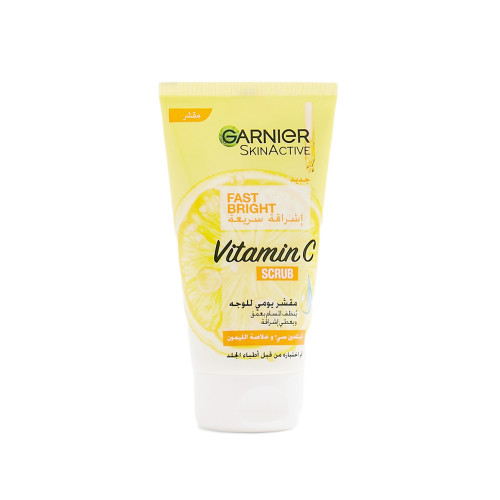 مقشر
GARNIER
SKINACTIVE
جديد
FAST
BRIGHT
إشراقة سريعة
Vitamin C
SCRUB
مقشر يومي للوجه
يُنظف المسام بعمق
ويعطي إشراقة
فيتامين سي* و خلاصة الليمون
تم اختباره من قبل أطباء الجلد